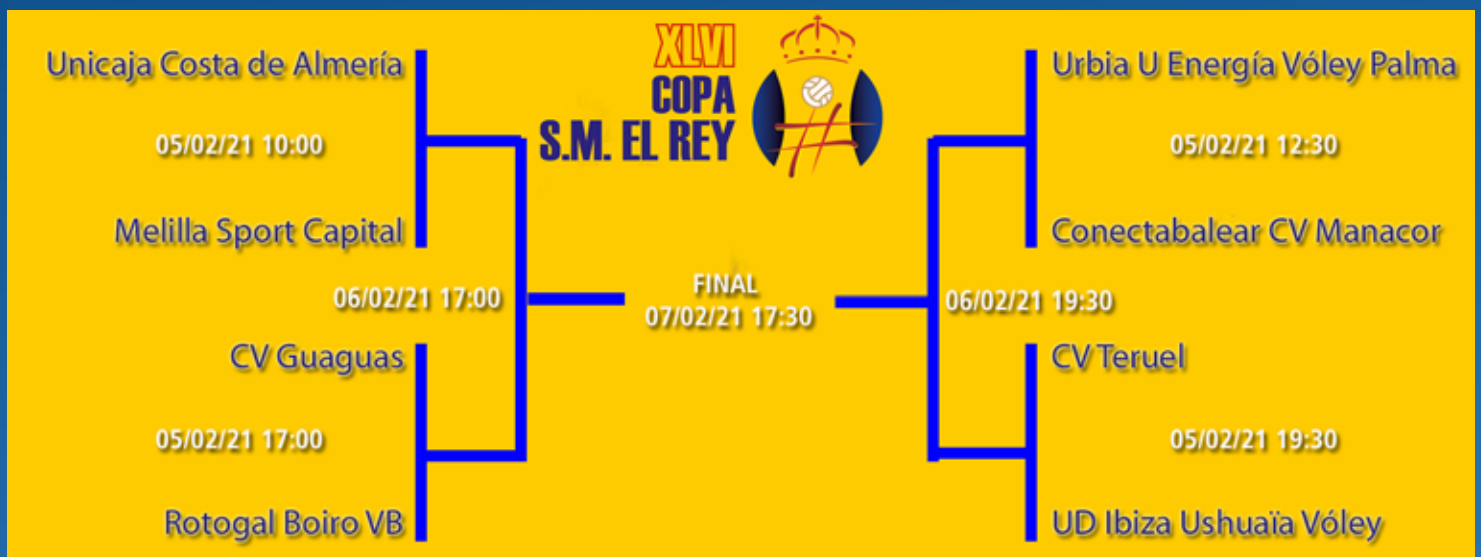 XLVI
COPA
S.M. EL REY
Unicaja Costa de Almería
05/02/21 10:00
Melilla Sport Capital
06/02/21 17:00
CV Guaguas
05/02/21 17:00
Rotogal Boiro VB
FINAL
07/02/21 17:30
Urbia U Energía Vóley Palma
05/02/21 12:30
Conectabalear CV Manacor
06/02/21 19:30
CV Teruel
05/02/21 19:30
UD Ibiza Ushuaïa Vóley